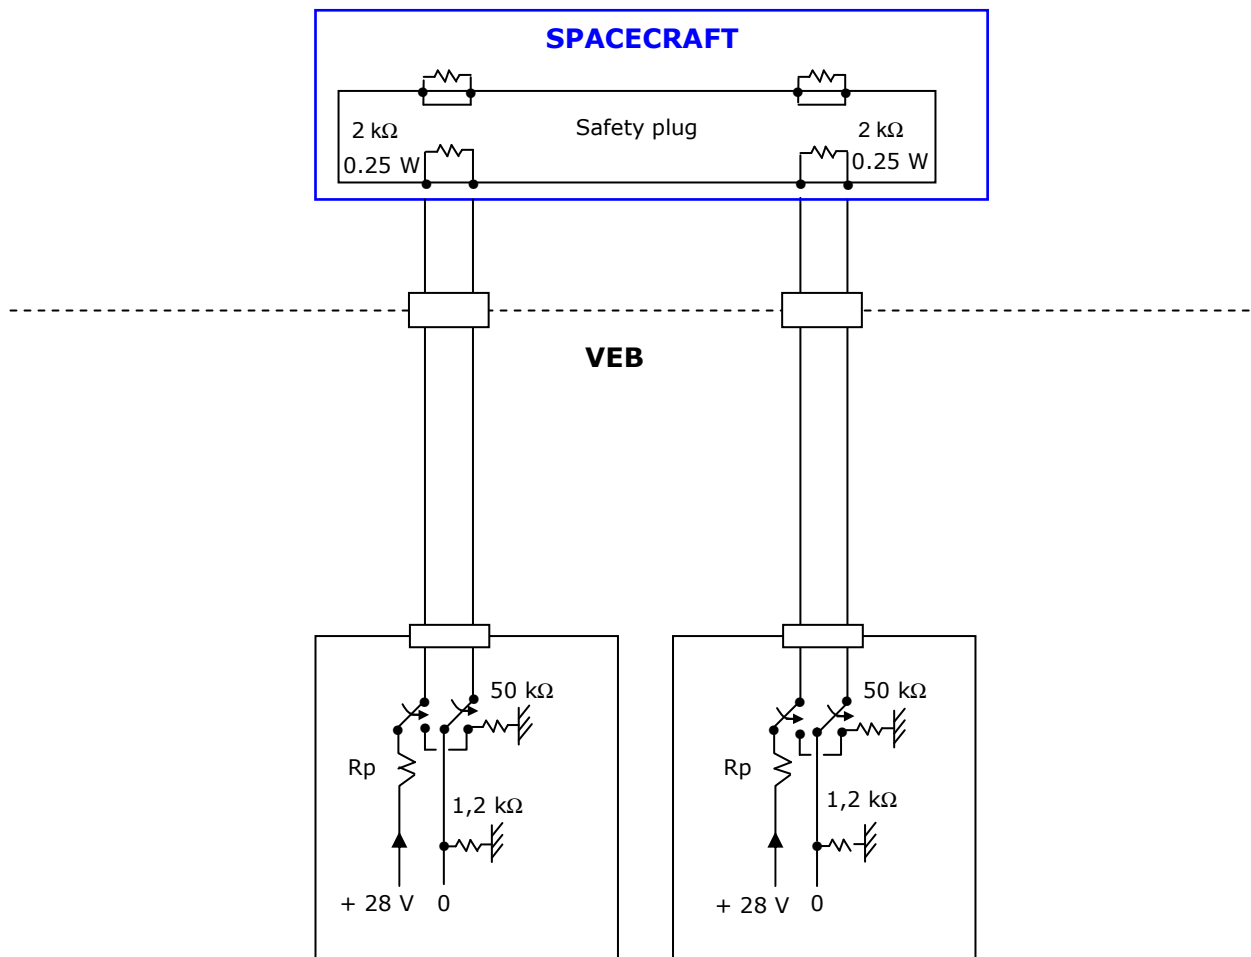 SPACECRAFT
Safety plug
2 kΩ
0.25 W
2 kΩ
0.25 W
VEB
50 kΩ
50 kΩ
Rp
Rp
1,2 kΩ
1,2 kΩ
+ 28 V 0
+ 28 V 0